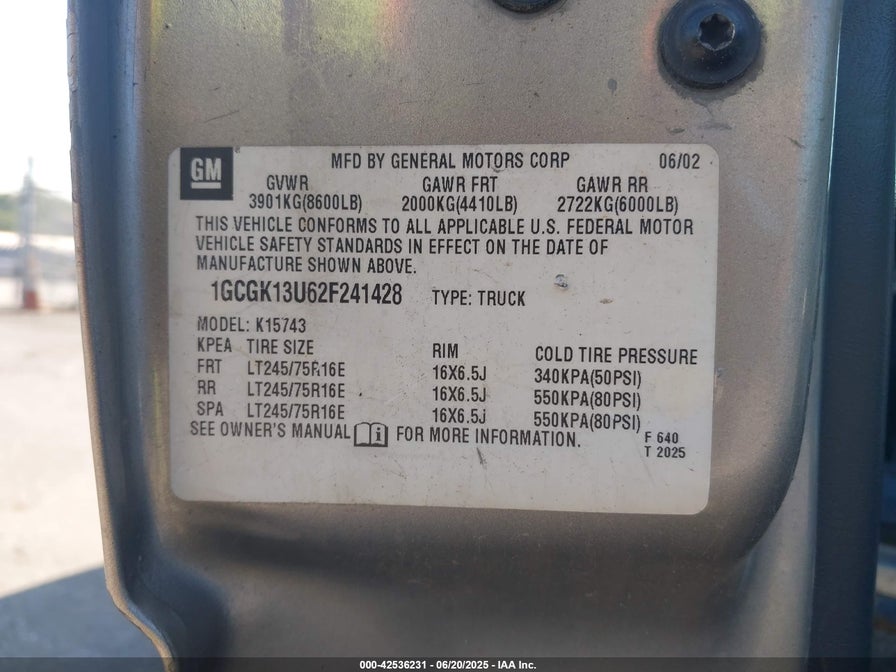 GM
MFD BY GENERAL MOTORS CORP 06/02
GVWR GAWR FRT GAWR RR
3901KG(8600LB) 2000KG(4410LB) 2722KG(6000LB)
THIS VEHICLE CONFORMS TO ALL APPLICABLE U.S. FEDERAL MOTOR
VEHICLE SAFETY STANDARDS IN EFFECT ON THE DATE OF
MANUFACTURE SHOWN ABOVE.
1GCGK13U62F241428 TYPE: TRUCK
MODEL: K15743
KPEA TIRE SIZE RIM COLD TIRE PRESSURE
FRT LT245/75R16E 16X6.5J 340KPA(50PSI)
RR LT245/75R16E 16X6.5J 550KPA(80PSI)
SPA LT245/75R16E 16X6.5J 550KPA(80PSI)
SEE OWNER'S MANUAL i FOR MORE INFORMATION.
F 640
T 2025
000-42536231 - 06/20/2025 - IAA Inc.